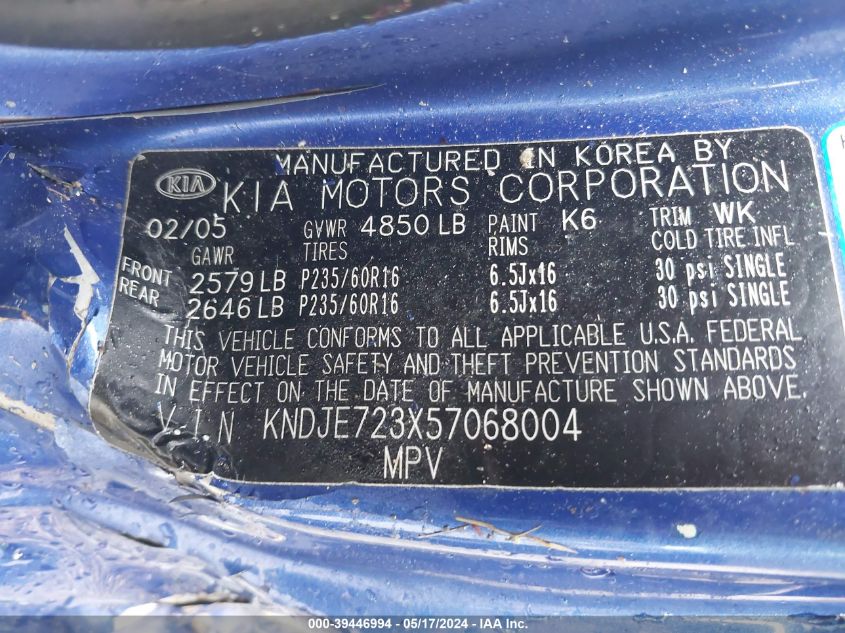 MANUFACTURED IN KOREA BY
KIA KIA MOTORS CORPORATION
02/05 GVWR 4850 LB PAINT K6 TRIM WK
GAWR TIRES RIMS COLD TIRE INFL
FRONT 2579 LB P235/60R16 6.5Jx16 30 psi SINGLE
REAR 2646 LB P235/60R16 6.5Jx16 30 psi SINGLE
THIS VEHICLE CONFORMS TO ALL APPLICABLE U.S.A. FEDERAL
MOTOR VEHICLE SAFETY AND THEFT PREVENTION STANDARDS
IN EFFECT ON THE DATE OF MANUFACTURE SHOWN ABOVE.
V I N KNDJE723X57068004
MPV
000-39446994 - 05/17/2024 - IAA Inc.